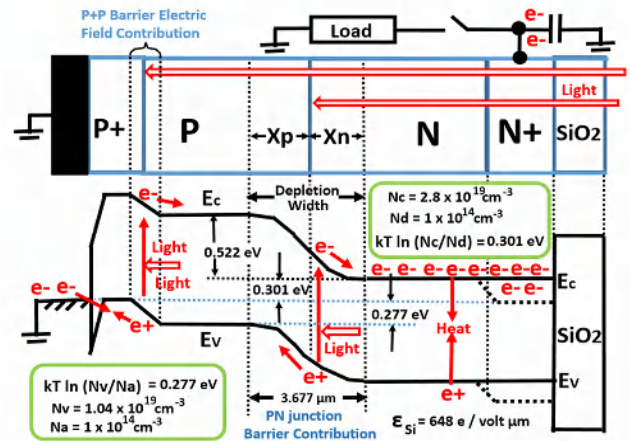 P+P Barrier Electric
Field Contribution
Load
e-
e-
Light
P+ P Xp Xn N N+ SiO2
Depletion
Width
Nc = 2.8 x 10^19 cm^-3
Nd = 1 x 10^14 cm^-3
kT ln (Nc/Nd) = 0.301 eV
e-
Ec
e-
0.522 eV
Light
Light
0.301 eV
e- e- e- e- e- e- e- e-
e- e-
Ec
0.277 eV
Heat
SiO2
e- e-
e+
Ev
Light
e+
Ev
e+
kT ln (Nv/Na) = 0.277 eV
Nv = 1.04 x 10^19 cm^-3
Na = 1 x 10^14 cm^-3
3.677 µm
PN junction
Barrier Contribution
εSi = 648 e / volt µm